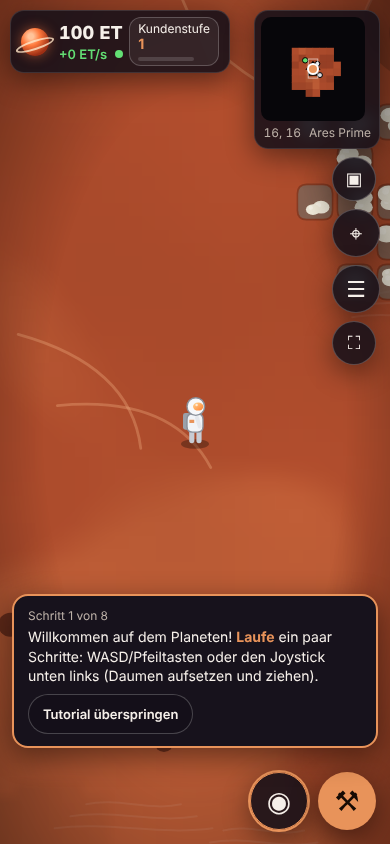 100 ET
+0 ET/s
Kundenstufe
1
16, 16 Ares Prime
Schritt 1 von 8
Willkommen auf dem Planeten! Laufe ein paar
Schritte: WASD/Pfeiltasten oder den Joystick
unten links (Daumen aufsetzen und ziehen).
Tutorial überspringen